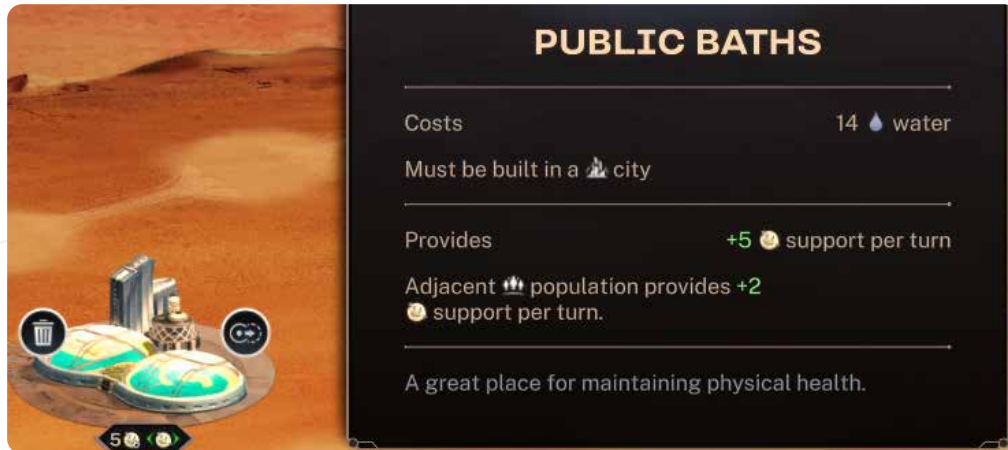 PUBLIC BATHS
Costs 14 water
Must be built in a city
Provides +5 support per turn
Adjacent population provides +2
support per turn.
A great place for maintaining physical health.
5